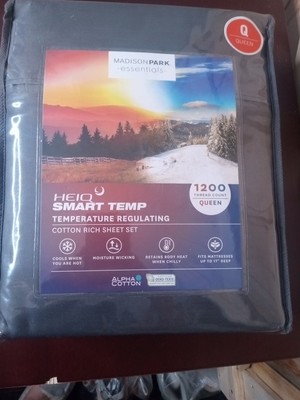 Q
QUEEN
MADISON PARK
essentials
HEIQ
SMART TEMP
TEMPERATURE REGULATING
COTTON RICH SHEET SET
1200
THREAD COUNT
QUEEN
COOLS WHEN
YOU ARE HOT
MOISTURE WICKING
RETAINS BODY HEAT
WHEN CHILLY
FITS MATTRESSES
UP TO 17" DEEP
ALPHA
COTTON